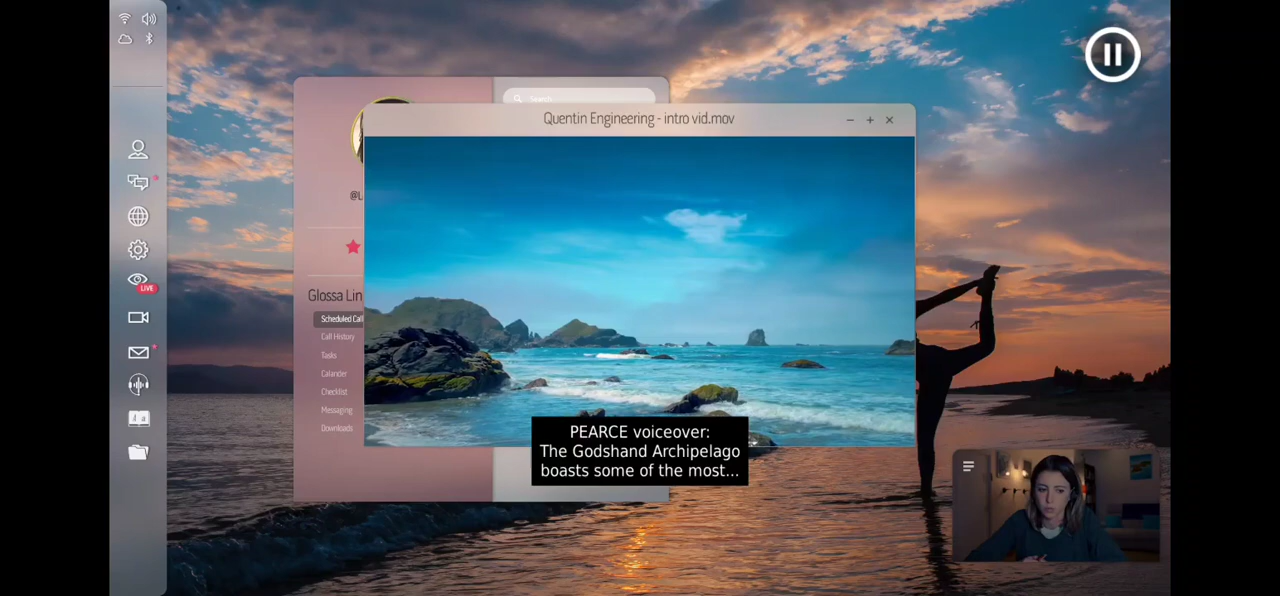 Search
Quentin Engineering - intro vid.mov
@L
Glossa Lin
Scheduled Call
Call History
Tasks
Calander
Checklist
Messaging
Downloads
LIVE
PEARCE voiceover:
The Godshand Archipelago
boasts some of the most...